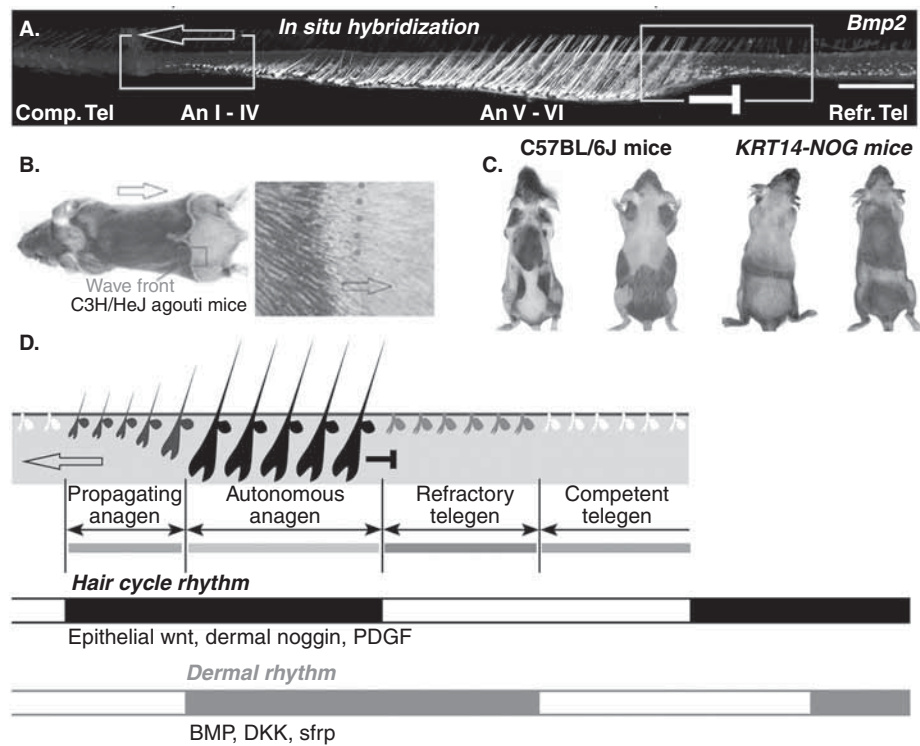 A.
In situ hybridization
Bmp2
Comp. Tel
An I - IV
An V - VI
Refr. Tel
B.
Wave front
C3H/HeJ agouti mice
C.
C57BL/6J mice
KRT14-NOG mice
D.
Propagating
anagen
Autonomous
anagen
Refractory
telegen
Competent
telegen
Hair cycle rhythm
Epithelial wnt, dermal noggin, PDGF
Dermal rhythm
BMP, DKK, sfrp